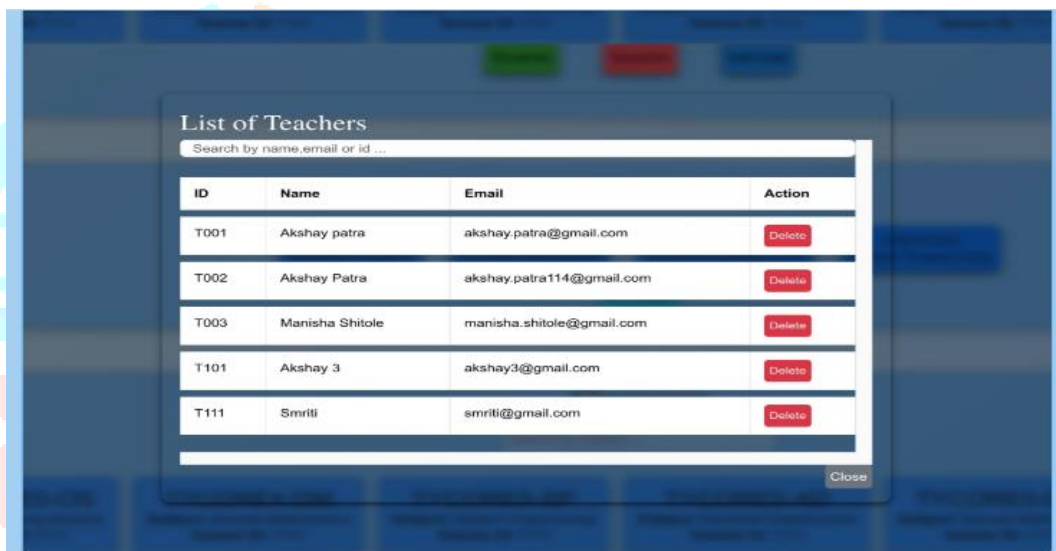 List of Teachers
Search by name,email or id ...
ID Name Email Action
T001 Akshay patra akshay.patra@gmail.com Delete
T002 Akshay Patra akshay.patra114@gmail.com Delete
T003 Manisha Shitole manisha.shitole@gmail.com Delete
T101 Akshay 3 akshay3@gmail.com Delete
T111 Smriti smriti@gmail.com Delete
Close